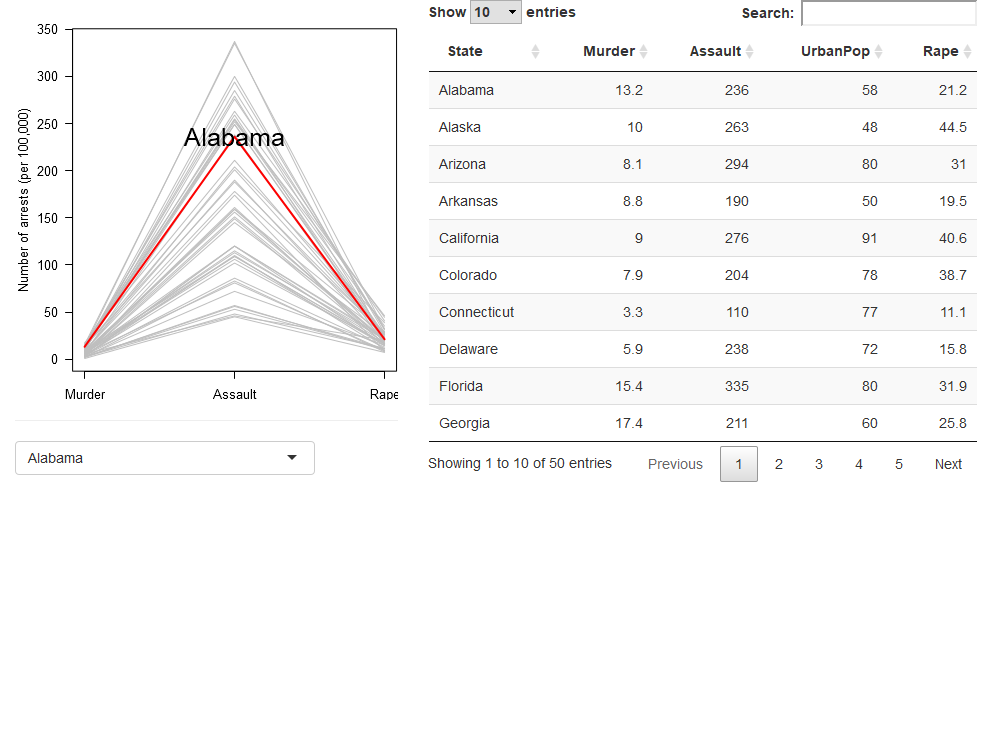 350
300
250
200
150
100
50
0
Number of arrests (per 100,000)
Alabama
Murder Assault Rape
Alabama
Show 10 entries Search:
State Murder Assault UrbanPop Rape
Alabama 13.2 236 58 21.2
Alaska 10 263 48 44.5
Arizona 8.1 294 80 31
Arkansas 8.8 190 50 19.5
California 9 276 91 40.6
Colorado 7.9 204 78 38.7
Connecticut 3.3 110 77 11.1
Delaware 5.9 238 72 15.8
Florida 15.4 335 80 31.9
Georgia 17.4 211 60 25.8
Showing 1 to 10 of 50 entries Previous 1 2 3 4 5 Next